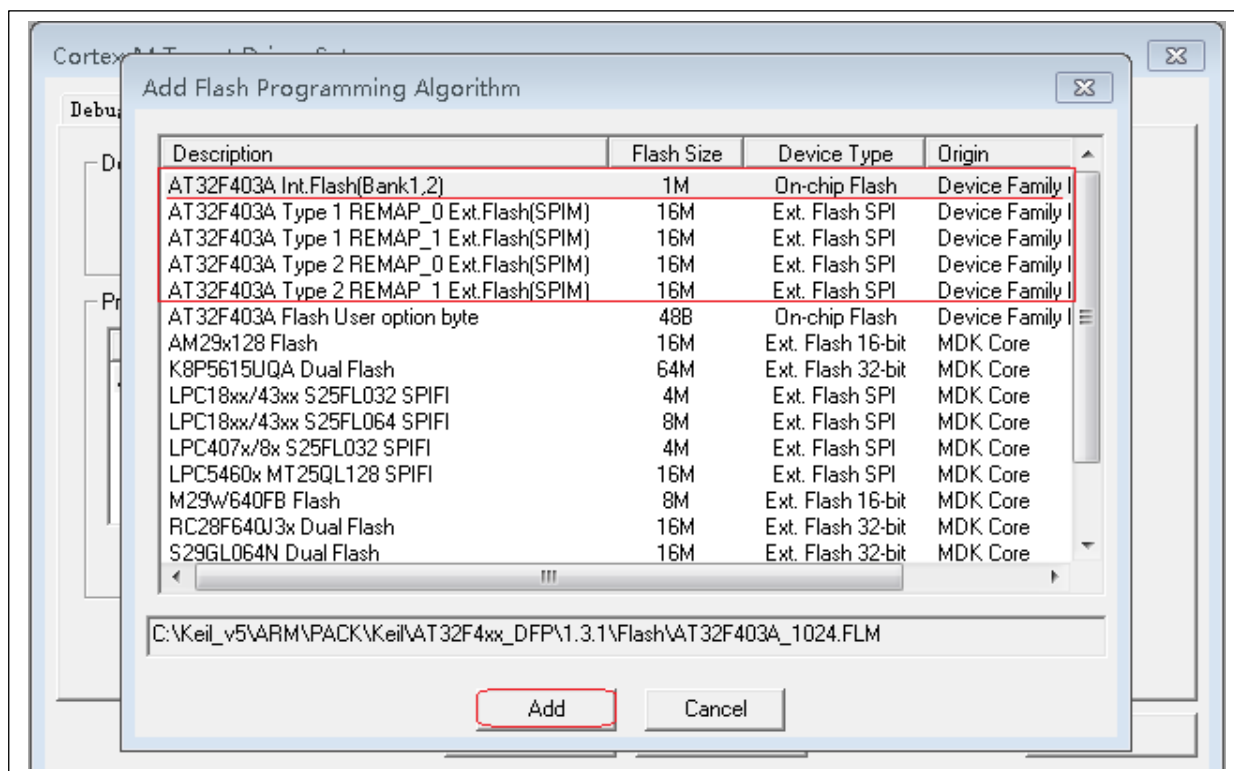 Cortex
Add Flash Programming Algorithm
Debug
Description Flash Size Device Type Origin
AT32F403A Int.Flash(Bank1,2) 1M On-chip Flash Device Family
AT32F403A Type 1 REMAP_0 Ext.Flash(SPIM) 16M Ext. Flash SPI Device Family
AT32F403A Type 1 REMAP_1 Ext.Flash(SPIM) 16M Ext. Flash SPI Device Family
AT32F403A Type 2 REMAP_0 Ext.Flash(SPIM) 16M Ext. Flash SPI Device Family
AT32F403A Type 2 REMAP_1 Ext.Flash(SPIM) 16M Ext. Flash SPI Device Family
AT32F403A Flash User option byte 48B On-chip Flash Device Family
AM29x128 Flash 16M Ext. Flash 16-bit MDK Core
K8P5615UQA Dual Flash 64M Ext. Flash 32-bit MDK Core
LPC18xx/43xx S25FL032 SPIFI 4M Ext. Flash SPI MDK Core
LPC18xx/43xx S25FL064 SPIFI 8M Ext. Flash SPI MDK Core
LPC407x/8x S25FL032 SPIFI 4M Ext. Flash SPI MDK Core
LPC5460x MT25QL128 SPIFI 16M Ext. Flash SPI MDK Core
M29W640FB Flash 8M Ext. Flash 16-bit MDK Core
RC28F640J3x Dual Flash 16M Ext. Flash 32-bit MDK Core
S29GL064N Dual Flash 16M Ext. Flash 32-bit MDK Core
C:\Keil_v5\ARM\PACK\Keil\AT32F4xx_DFP\1.3.1\Flash\AT32F403A_1024.FLM
Add Cancel